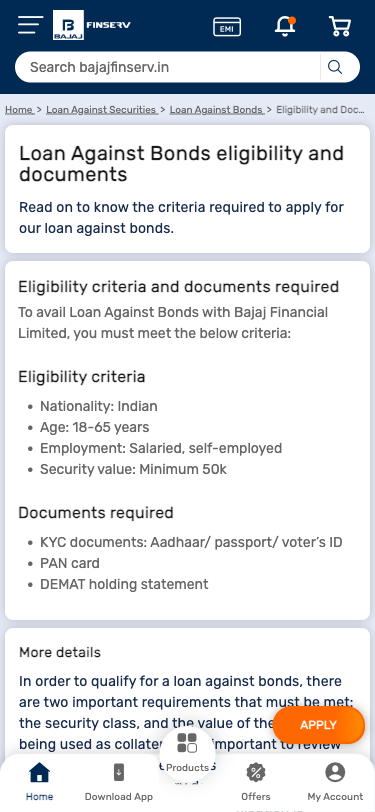 B
BAJAJ
FINSERV
EMI
Search bajajfinserv.in
Home > Loan Against Securities > Loan Against Bonds > Eligibility and Doc...
Loan Against Bonds eligibility and
documents
Read on to know the criteria required to apply for
our loan against bonds.
Eligibility criteria and documents required
To avail Loan Against Bonds with Bajaj Financial
Limited, you must meet the below criteria:
Eligibility criteria
• Nationality: Indian
• Age: 18-65 years
• Employment: Salaried, self-employed
• Security value: Minimum 50k
Documents required
• KYC documents: Aadhaar/ passport/ voter's ID
• PAN card
• DEMAT holding statement
More details
In order to qualify for a loan against bonds, there
are two important requirements that must be met:
the security class, and the value of the
APPLY
being used as important to review
Products
Home
Download App
Offers
My Account